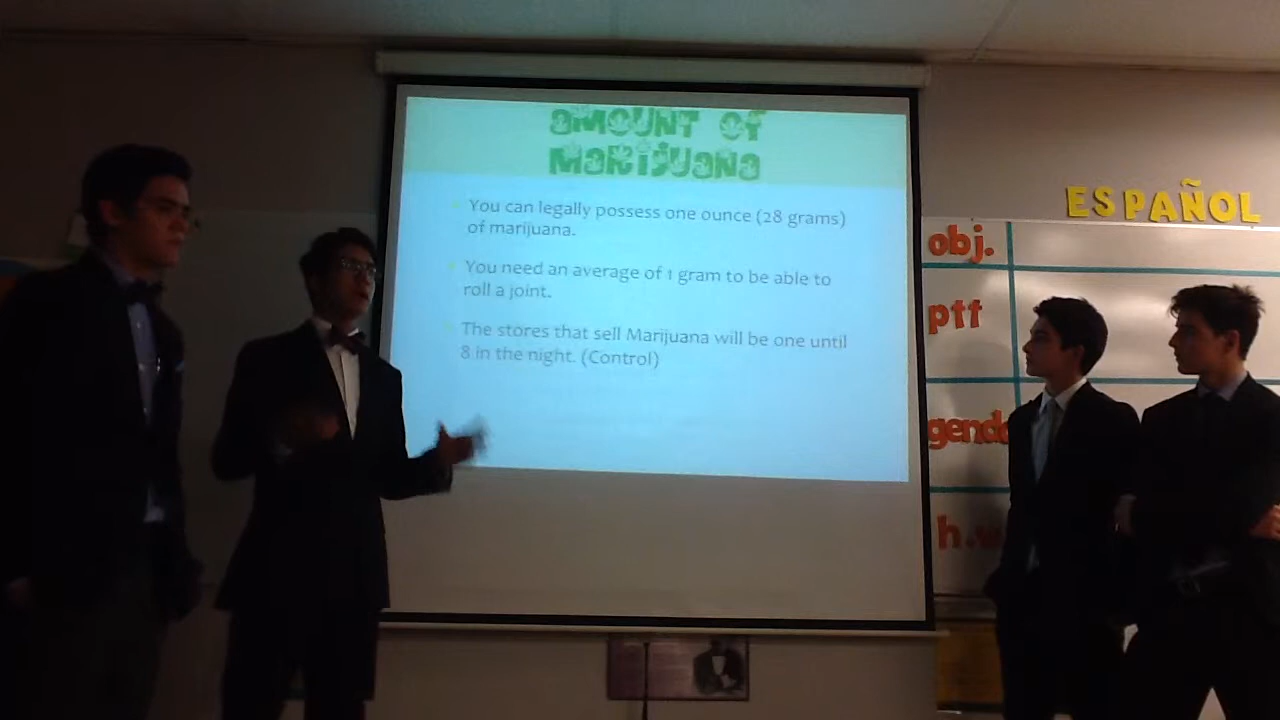 amount of
marijuana
You can legally possess one ounce (28 grams)
of marijuana.
You need an average of 1 gram to be able to
roll a joint.
The stores that sell Marijuana will be one until
8 in the night. (Control)
ESPAÑOL
obj.
ptt
genda
h.w